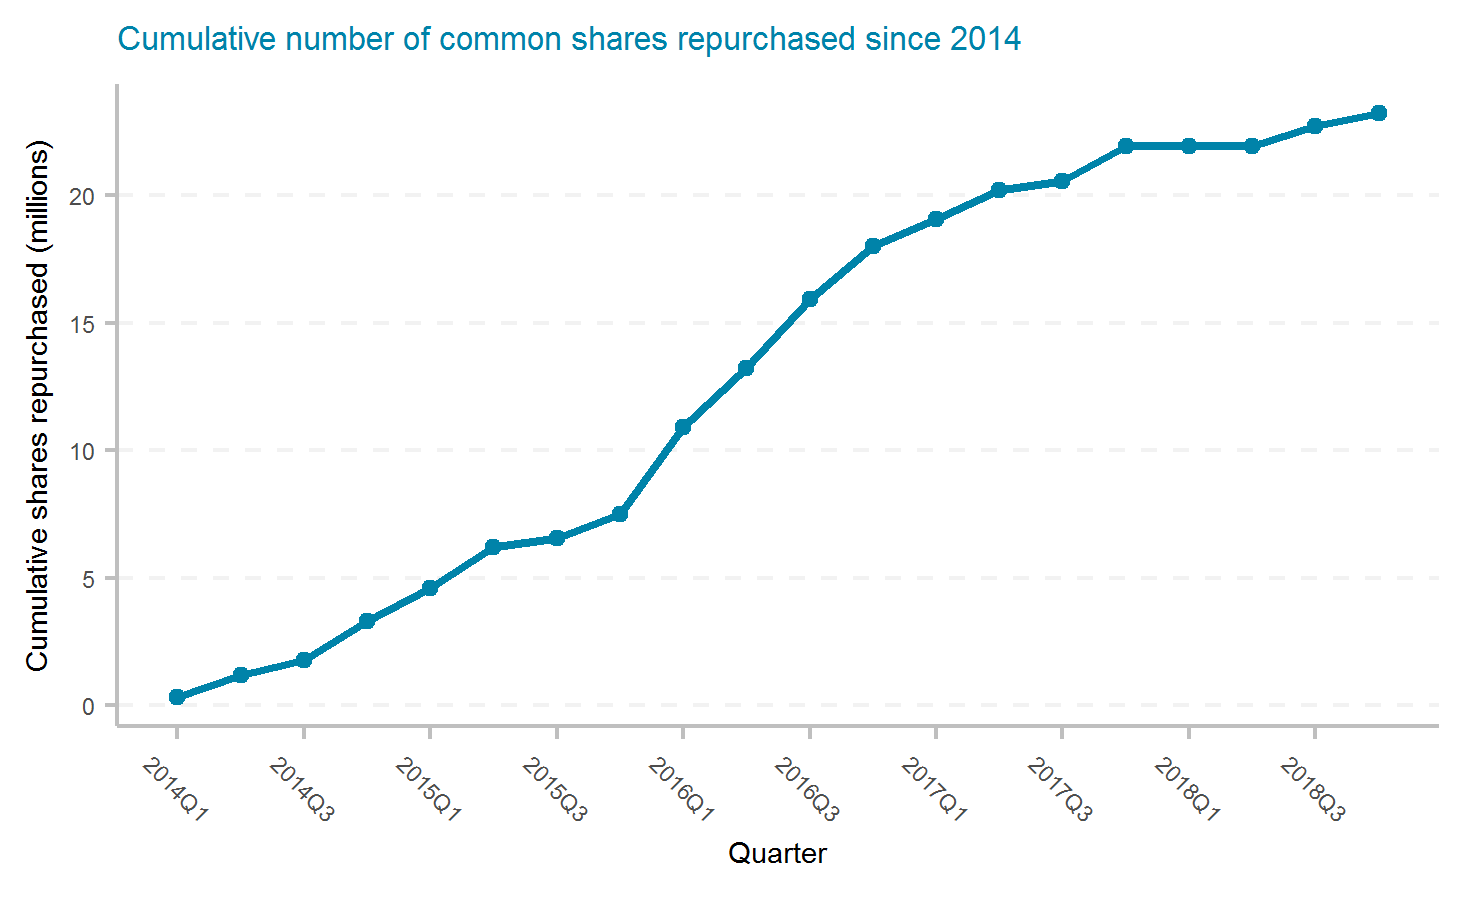 Cumulative number of common shares repurchased since 2014
Cumulative shares repurchased (millions)
20
15
10
5
0
2014Q1
2014Q3
2015Q1
2015Q3
2016Q1
2016Q3
2017Q1
2017Q3
2018Q1
2018Q3
Quarter